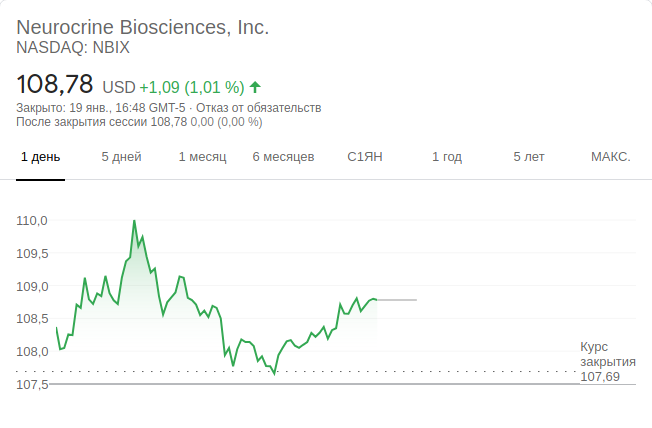 Neurocrine Biosciences, Inc.
NASDAQ: NBIX
108,78 USD +1,09 (1,01 %)
Закрыто: 19 янв., 16:48 GMT-5 · Отказ от обязательств
После закрытия сессии 108,78 0,00 (0,00 %)
1 день 5 дней 1 месяц 6 месяцев С1ЯН 1 год 5 лет МАКС.
110,0
109,5
109,0
108,5
108,0
107,5
Курс
закрытия
107,69